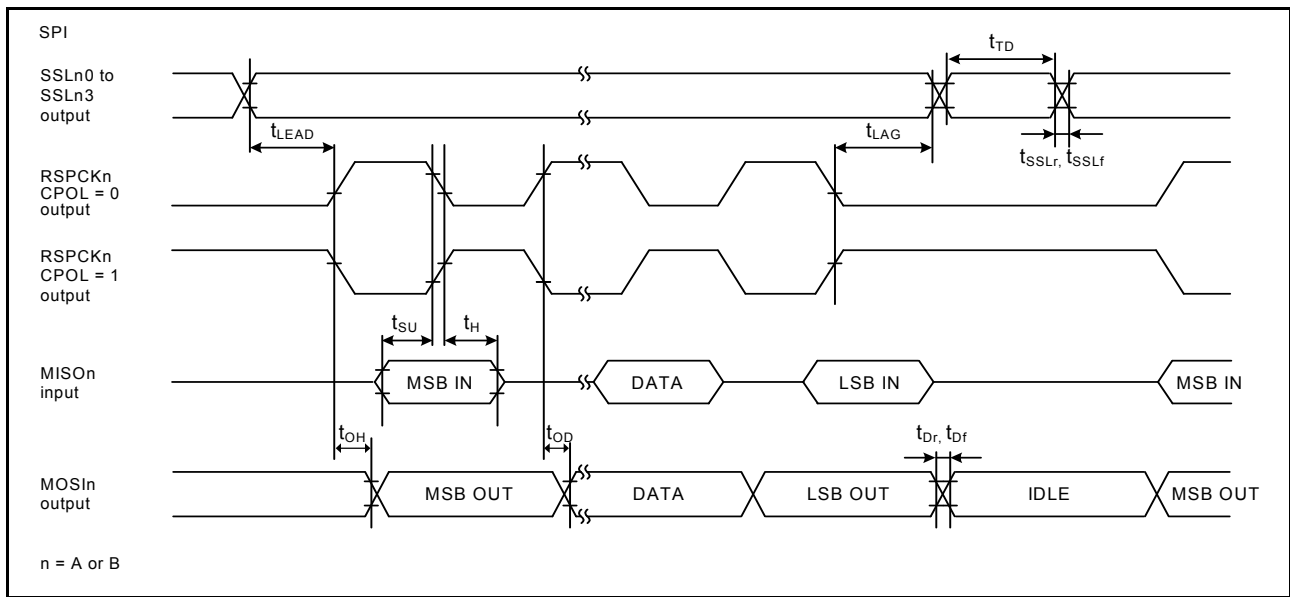 SPI
SSLn0 to
SSLn3
output
tTD
tLEAD
tLAG
tSSLr, tSSLf
RSPCKn
CPOL = 0
output
RSPCKn
CPOL = 1
output
tSU
tH
MISOn
input
MSB IN
DATA
LSB IN
MSB IN
tOH
tOD
tDr, tDf
MOSIn
output
MSB OUT
DATA
LSB OUT
IDLE
MSB OUT
n = A or B